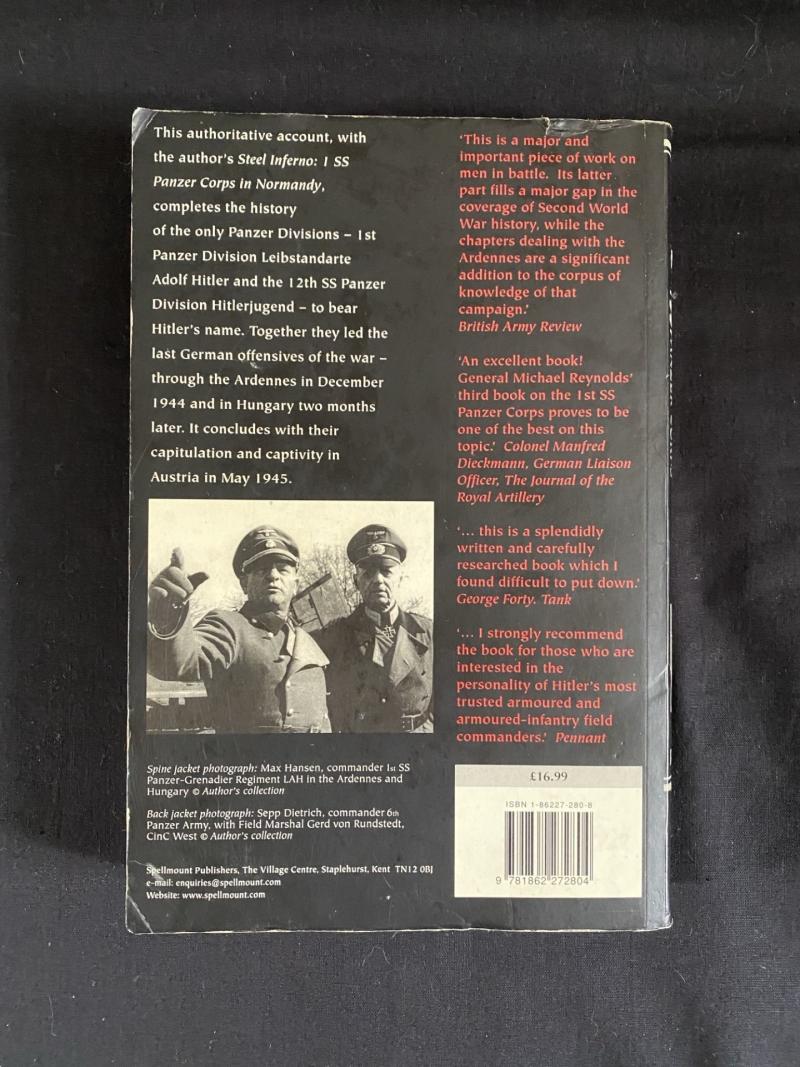 This authoritative account, with
the author's Steel Inferno: I SS
Panzer Corps in Normandy,
completes the history
of the only Panzer Divisions – 1st
Panzer Division Leibstandarte
Adolf Hitler and the 12th SS Panzer
Division Hitlerjugend – to bear
Hitler's name. Together they led the
last German offensives of the war –
through the Ardennes in December
1944 and in Hungary two months
later. It concludes with their
capitulation and captivity in
Austria in May 1945.
Spine jacket photograph: Max Hansen, commander 1st SS
Panzer-Grenadier Regiment LAH in the Ardennes and
Hungary © Author's collection
Back jacket photograph: Sepp Dietrich, commander 6th
Panzer Army, with Field Marshal Gerd von Rundstedt,
CinC West © Author's collection
Spellmount Publishers, The Village Centre, Staplehurst, Kent TN12 0BJ
e-mail: enquiries@spellmount.com
Website: www.spellmount.com
'This is a major and
important piece of work on
men in battle. Its latter
part fills a major gap in the
coverage of Second World
War history, while the
chapters dealing with the
Ardennes are a significant
addition to the corpus of
knowledge of that
campaign.'
British Army Review
'An excellent book!
General Michael Reynolds'
third book on the 1st SS
Panzer Corps proves to be
one of the best on this
topic.' Colonel Manfred
Dieckmann, German Liaison
Officer, The Journal of the
Royal Artillery
'... this is a splendidly
written and carefully
researched book which I
found difficult to put down.'
George Forty. Tank
'... I strongly recommend
the book for those who are
interested in the
personality of Hitler's most
trusted armoured and
armoured-infantry field
commanders.' Pennant
£16.99
ISBN 1-86227-280-8
9 781862 272804